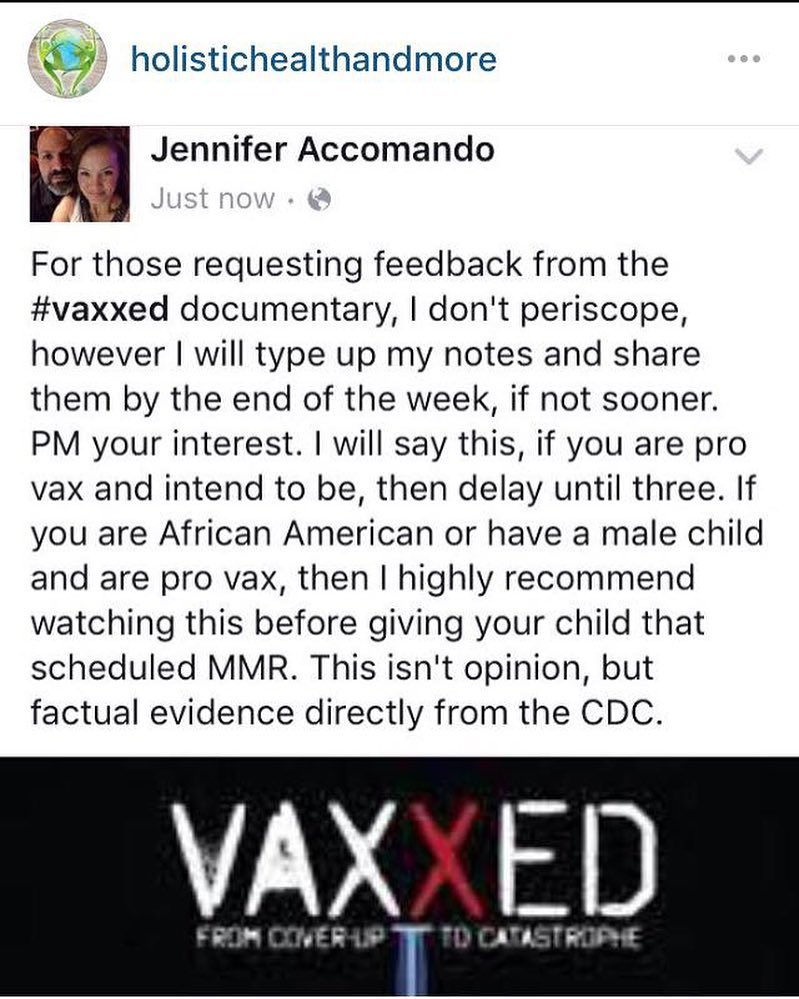 holistichealthandmore
Jennifer Accomando
Just now
For those requesting feedback from the
#vaxxed documentary, I don't periscope,
however I will type up my notes and share
them by the end of the week, if not sooner.
PM your interest. I will say this, if you are pro
vax and intend to be, then delay until three. If
you are African American or have a male child
and are pro vax, then I highly recommend
watching this before giving your child that
scheduled MMR. This isn't opinion, but
factual evidence directly from the CDC.
VAXXED
FROM COVER-UP TO CATASTROPHE